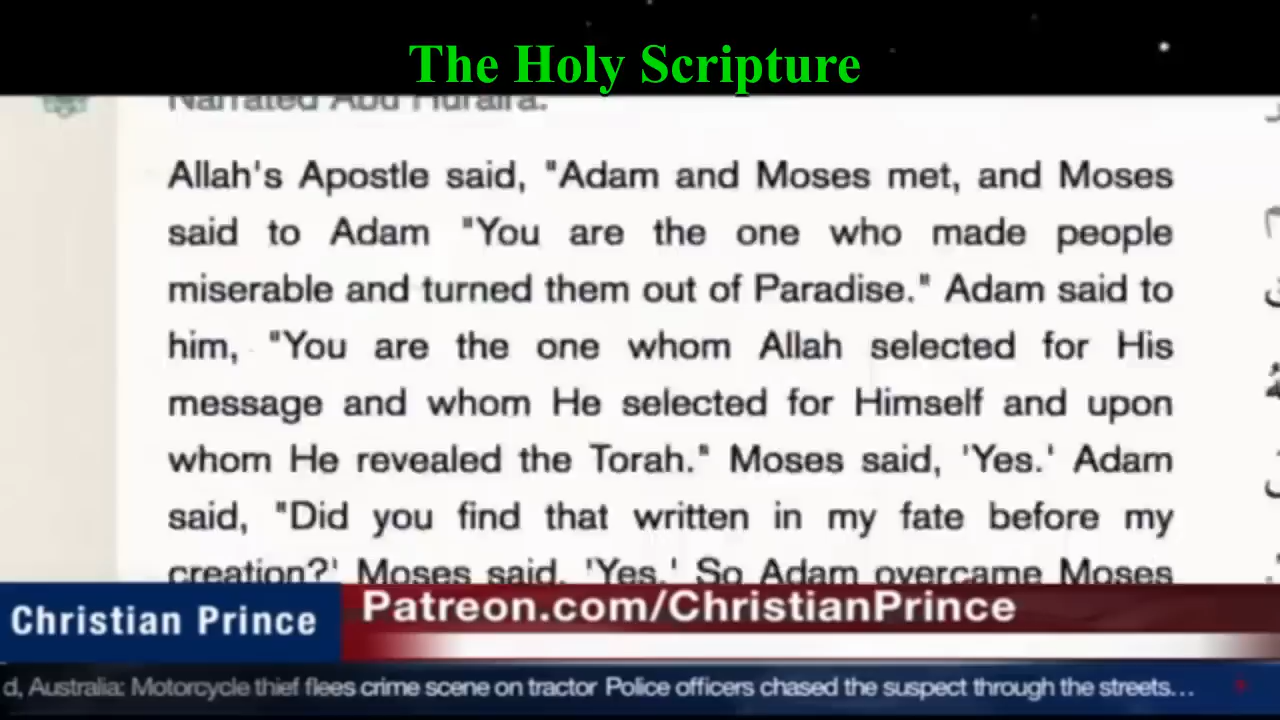 The Holy Scripture
Narrated Abu Huraira:
Allah's Apostle said, "Adam and Moses met, and Moses
said to Adam "You are the one who made people
miserable and turned them out of Paradise." Adam said to
him, "You are the one whom Allah selected for His
message and whom He selected for Himself and upon
whom He revealed the Torah." Moses said, 'Yes.' Adam
said, "Did you find that written in my fate before my
creation?' Moses said, 'Yes.' So Adam overcame Moses
Christian Prince
Patreon.com/ChristianPrince
d, Australia: Motorcycle thief flees crime scene on tractor Police officers chased the suspect through the streets...